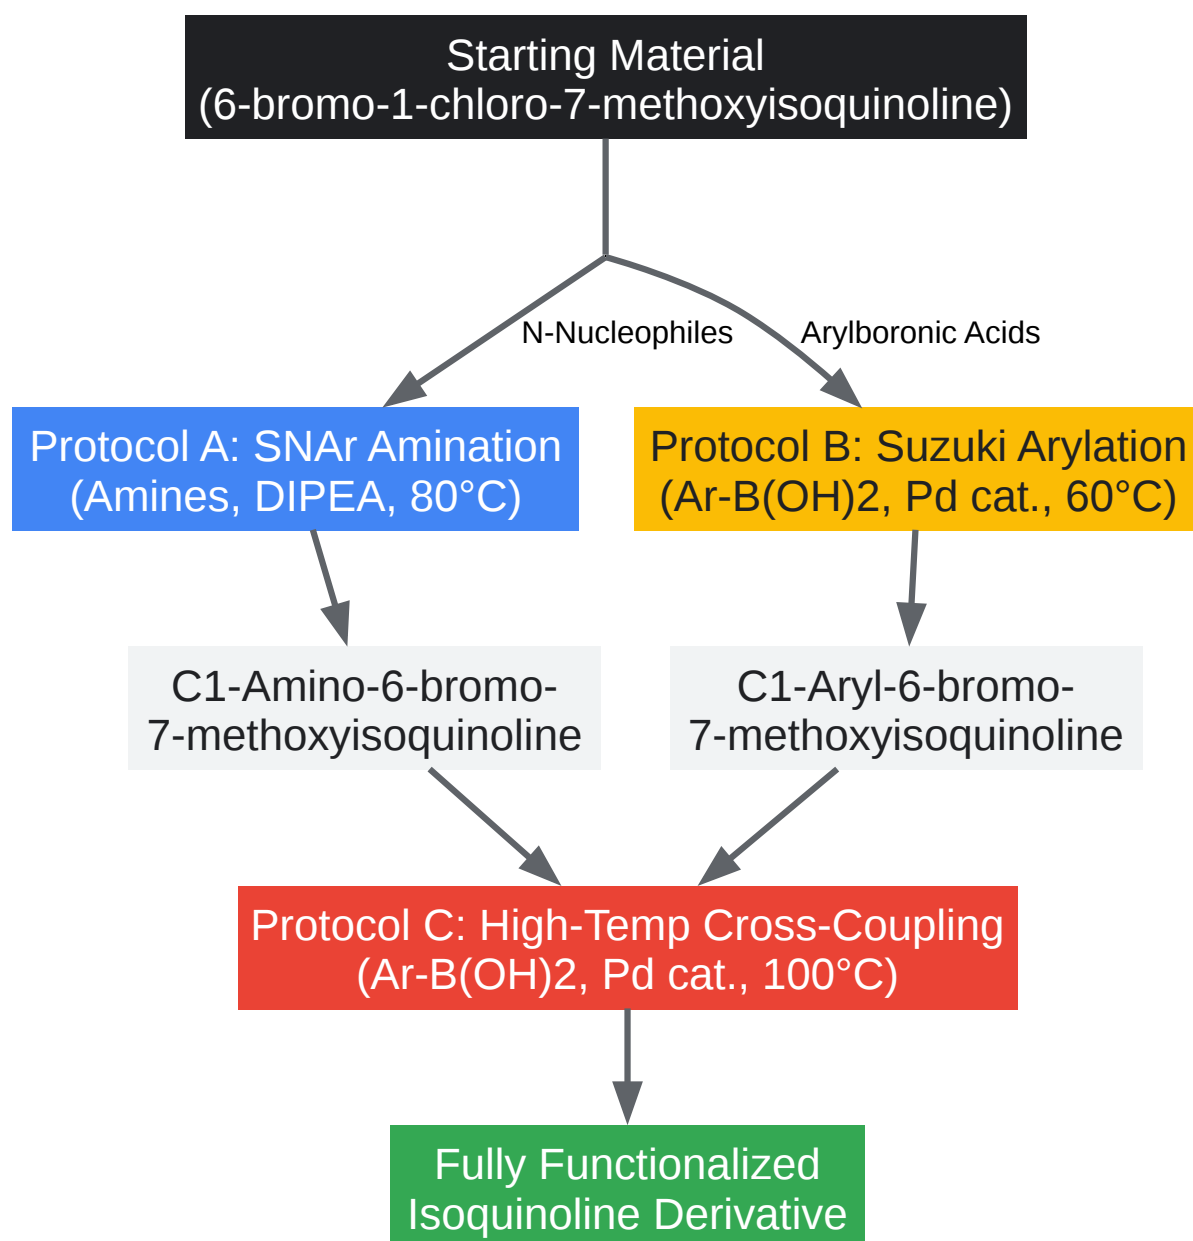 Starting Material
(6-bromo-1-chloro-7-methoxyisoquinoline)
N-Nucleophiles
Arylboronic Acids
Protocol A: SNAr Amination
(Amines, DIPEA, 80°C)
Protocol B: Suzuki Arylation
(Ar-B(OH)2, Pd cat., 60°C)
C1-Amino-6-bromo-
7-methoxyisoquinoline
C1-Aryl-6-bromo-
7-methoxyisoquinoline
Protocol C: High-Temp Cross-Coupling
(Ar-B(OH)2, Pd cat., 100°C)
Fully Functionalized
Isoquinoline Derivative